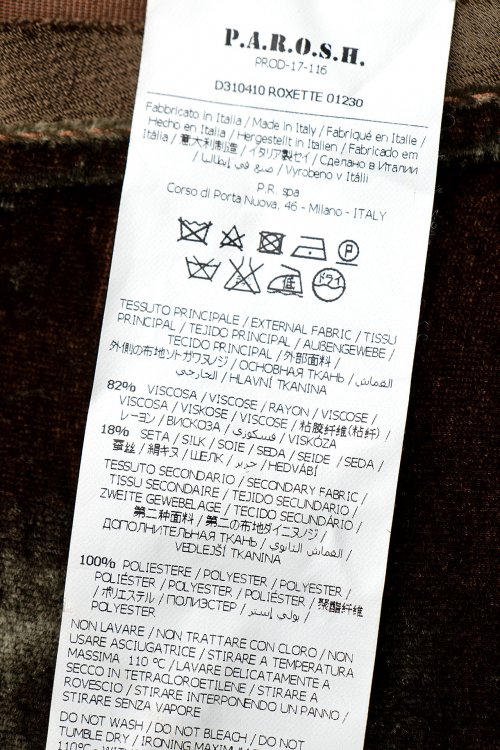 P.A.R.O.S.H.
PROD-17-116
D310410 ROXETTE 01230
Fabbricato in Italia / Made in Italy / Fabriqué en Italie /
Hecho en Italia / Hergestellt in Italien / Fabricado em
Itália / 意大利制造 / イタリア製セイ / Сделано в Италии
/ صنع في إيطاليا / Vyrobeno v Itálii
P.R. spa
Corso di Porta Nuova, 46 - Milano - ITALY
P
低 ドライ
TESSUTO PRINCIPALE / EXTERNAL FABRIC / TISSU
PRINCIPAL / TEJIDO PRINCIPAL / AUßENGEWEBE /
TECIDO PRINCIPAL / 外部面料 /
外側の布地ソトガワヌノジ / ОСНОВНАЯ ТКАНЬ / القماش
الخارجي / HLAVNÍ TKANINA
82% VISCOSA / VISCOSE / RAYON / VISCOSE /
VISCOSA / VISKOSE / VISCOSE / 粘胶纤维(粘纤) /
レーヨン / ВИСКОЗА / فسكوزي / VISKÓZA
18% SETA / SILK / SOIE / SEDA / SEIDE / SEDA /
蚕丝 / 絹キヌ / ШЕЛК / حرير / HEDVÁBÍ
TESSUTO SECONDARIO / SECONDARY FABRIC /
TISSU SECONDAIRE / TEJIDO SECUNDARIO /
ZWEITE GEWEBELAGE / TECIDO SECUNDÁRIO /
第二种面料 / 第二の布地ダイニヌノジ /
ДОПОЛНИТЕЛЬНАЯ ТКАНЬ / القماش الثانوي /
VEDLEJŠÍ TKANINA
100% POLIESTERE / POLYESTER / POLYESTER /
POLIÉSTER / POLYESTER / POLIÉSTER / 聚酯纤维
/ ポリエステル / ПОЛИЭСТЕР / بولي إستر /
POLYESTER
NON LAVARE / NON TRATTARE CON CLORO / NON
USARE ASCIUGATRICE / STIRARE A TEMPERATURA
MASSIMA 110 ºC / LAVARE DELICATAMENTE A
SECCO IN TETRACLOROETILENE / STIRARE A
ROVESCIO / STIRARE INTERPONENDO UN PANNO /
STIRARE SENZA VAPORE
DO NOT WASH / DO NOT BLEACH / DO NOT
TUMBLE DRY / IRONING MAXIMUM
110ºC - WITH